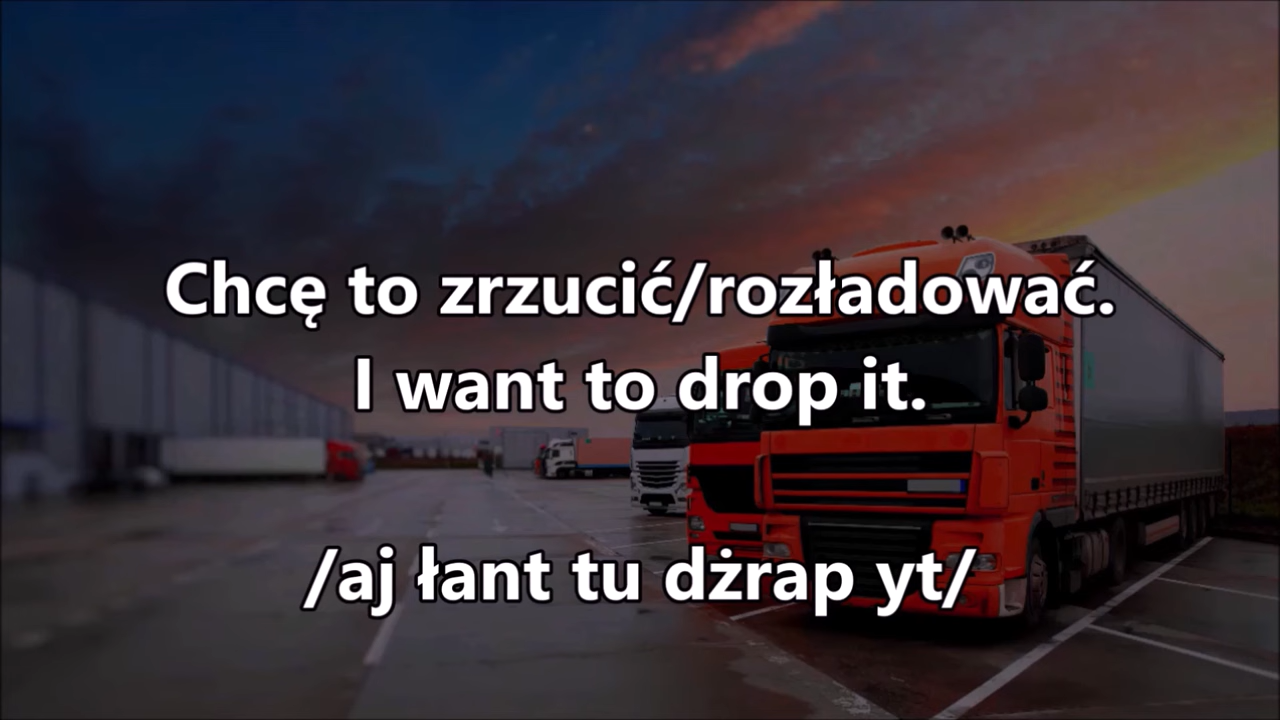 Chcę to zrzucić/rozładować.
I want to drop it.
/aj łant tu dżrap yt/